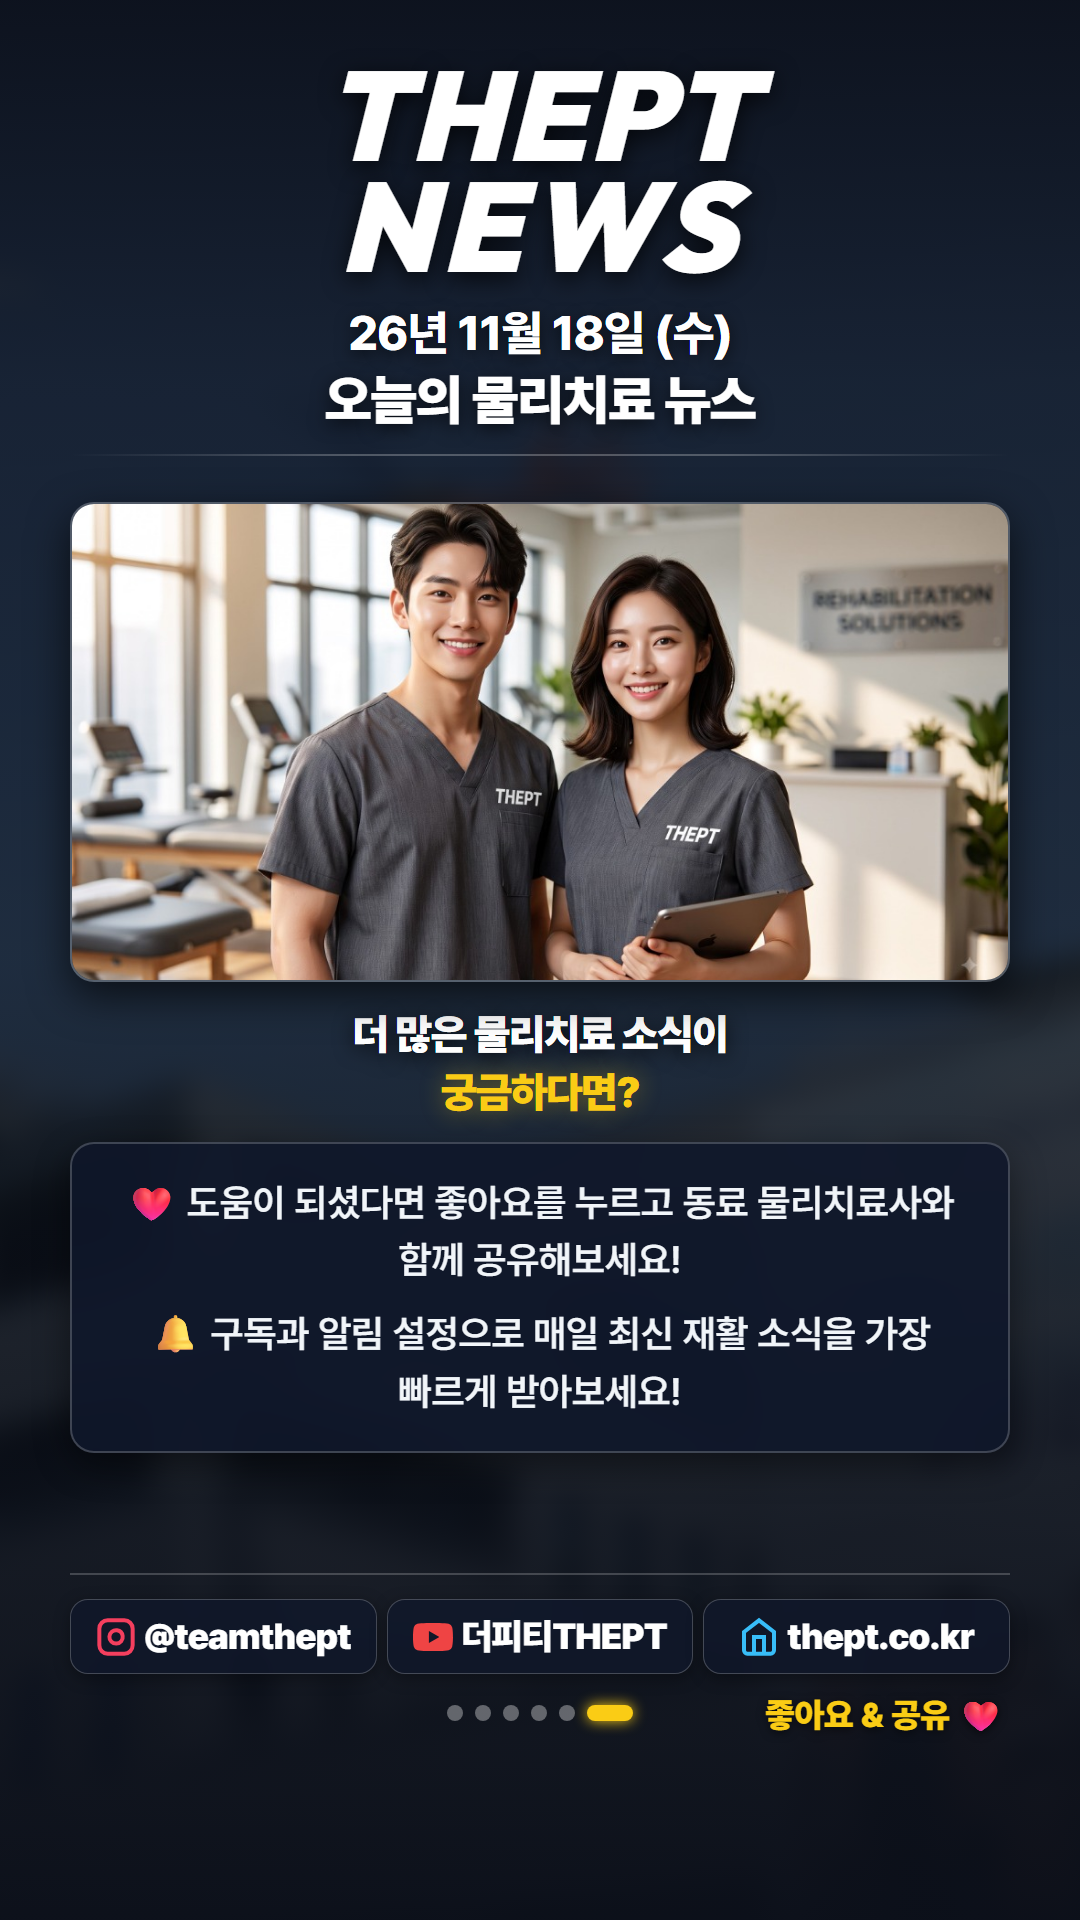 THEPT
NEWS
26년 11월 18일 (수)
오늘의 물리치료 뉴스
REHABILITATION
SOLUTIONS
THEPT
THEPT
더 많은 물리치료 소식이
궁금하다면?
도움이 되셨다면 좋아요를 누르고 동료 물리치료사와
함께 공유해보세요!
구독과 알림 설정으로 매일 최신 재활 소식을 가장
빠르게 받아보세요!
@teamthept
더피티THEPT
thept.co.kr
좋아요 & 공유